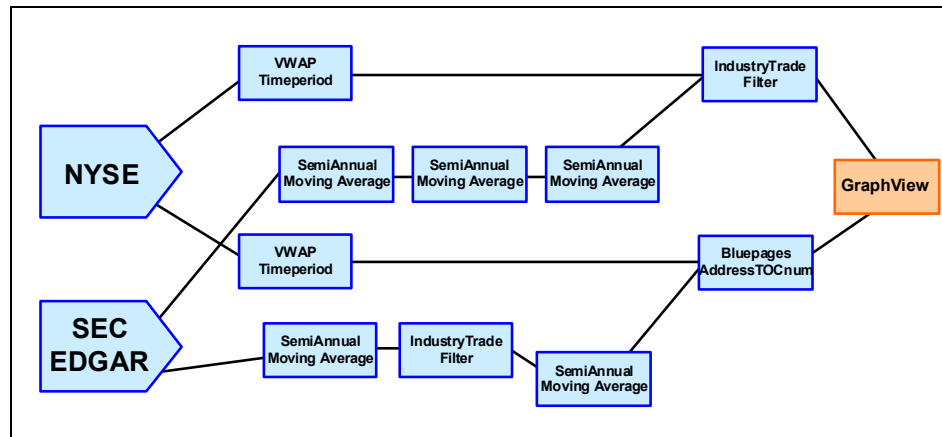 VWAP
Timeperiod
IndustryTrade
Filter
NYSE
SemiAnnual
Moving Average
SemiAnnual
Moving Average
SemiAnnual
Moving Average
GraphView
VWAP
Timeperiod
Bluepages
AddressTOCnum
SEC
EDGAR
SemiAnnual
Moving Average
IndustryTrade
Filter
SemiAnnual
Moving Average